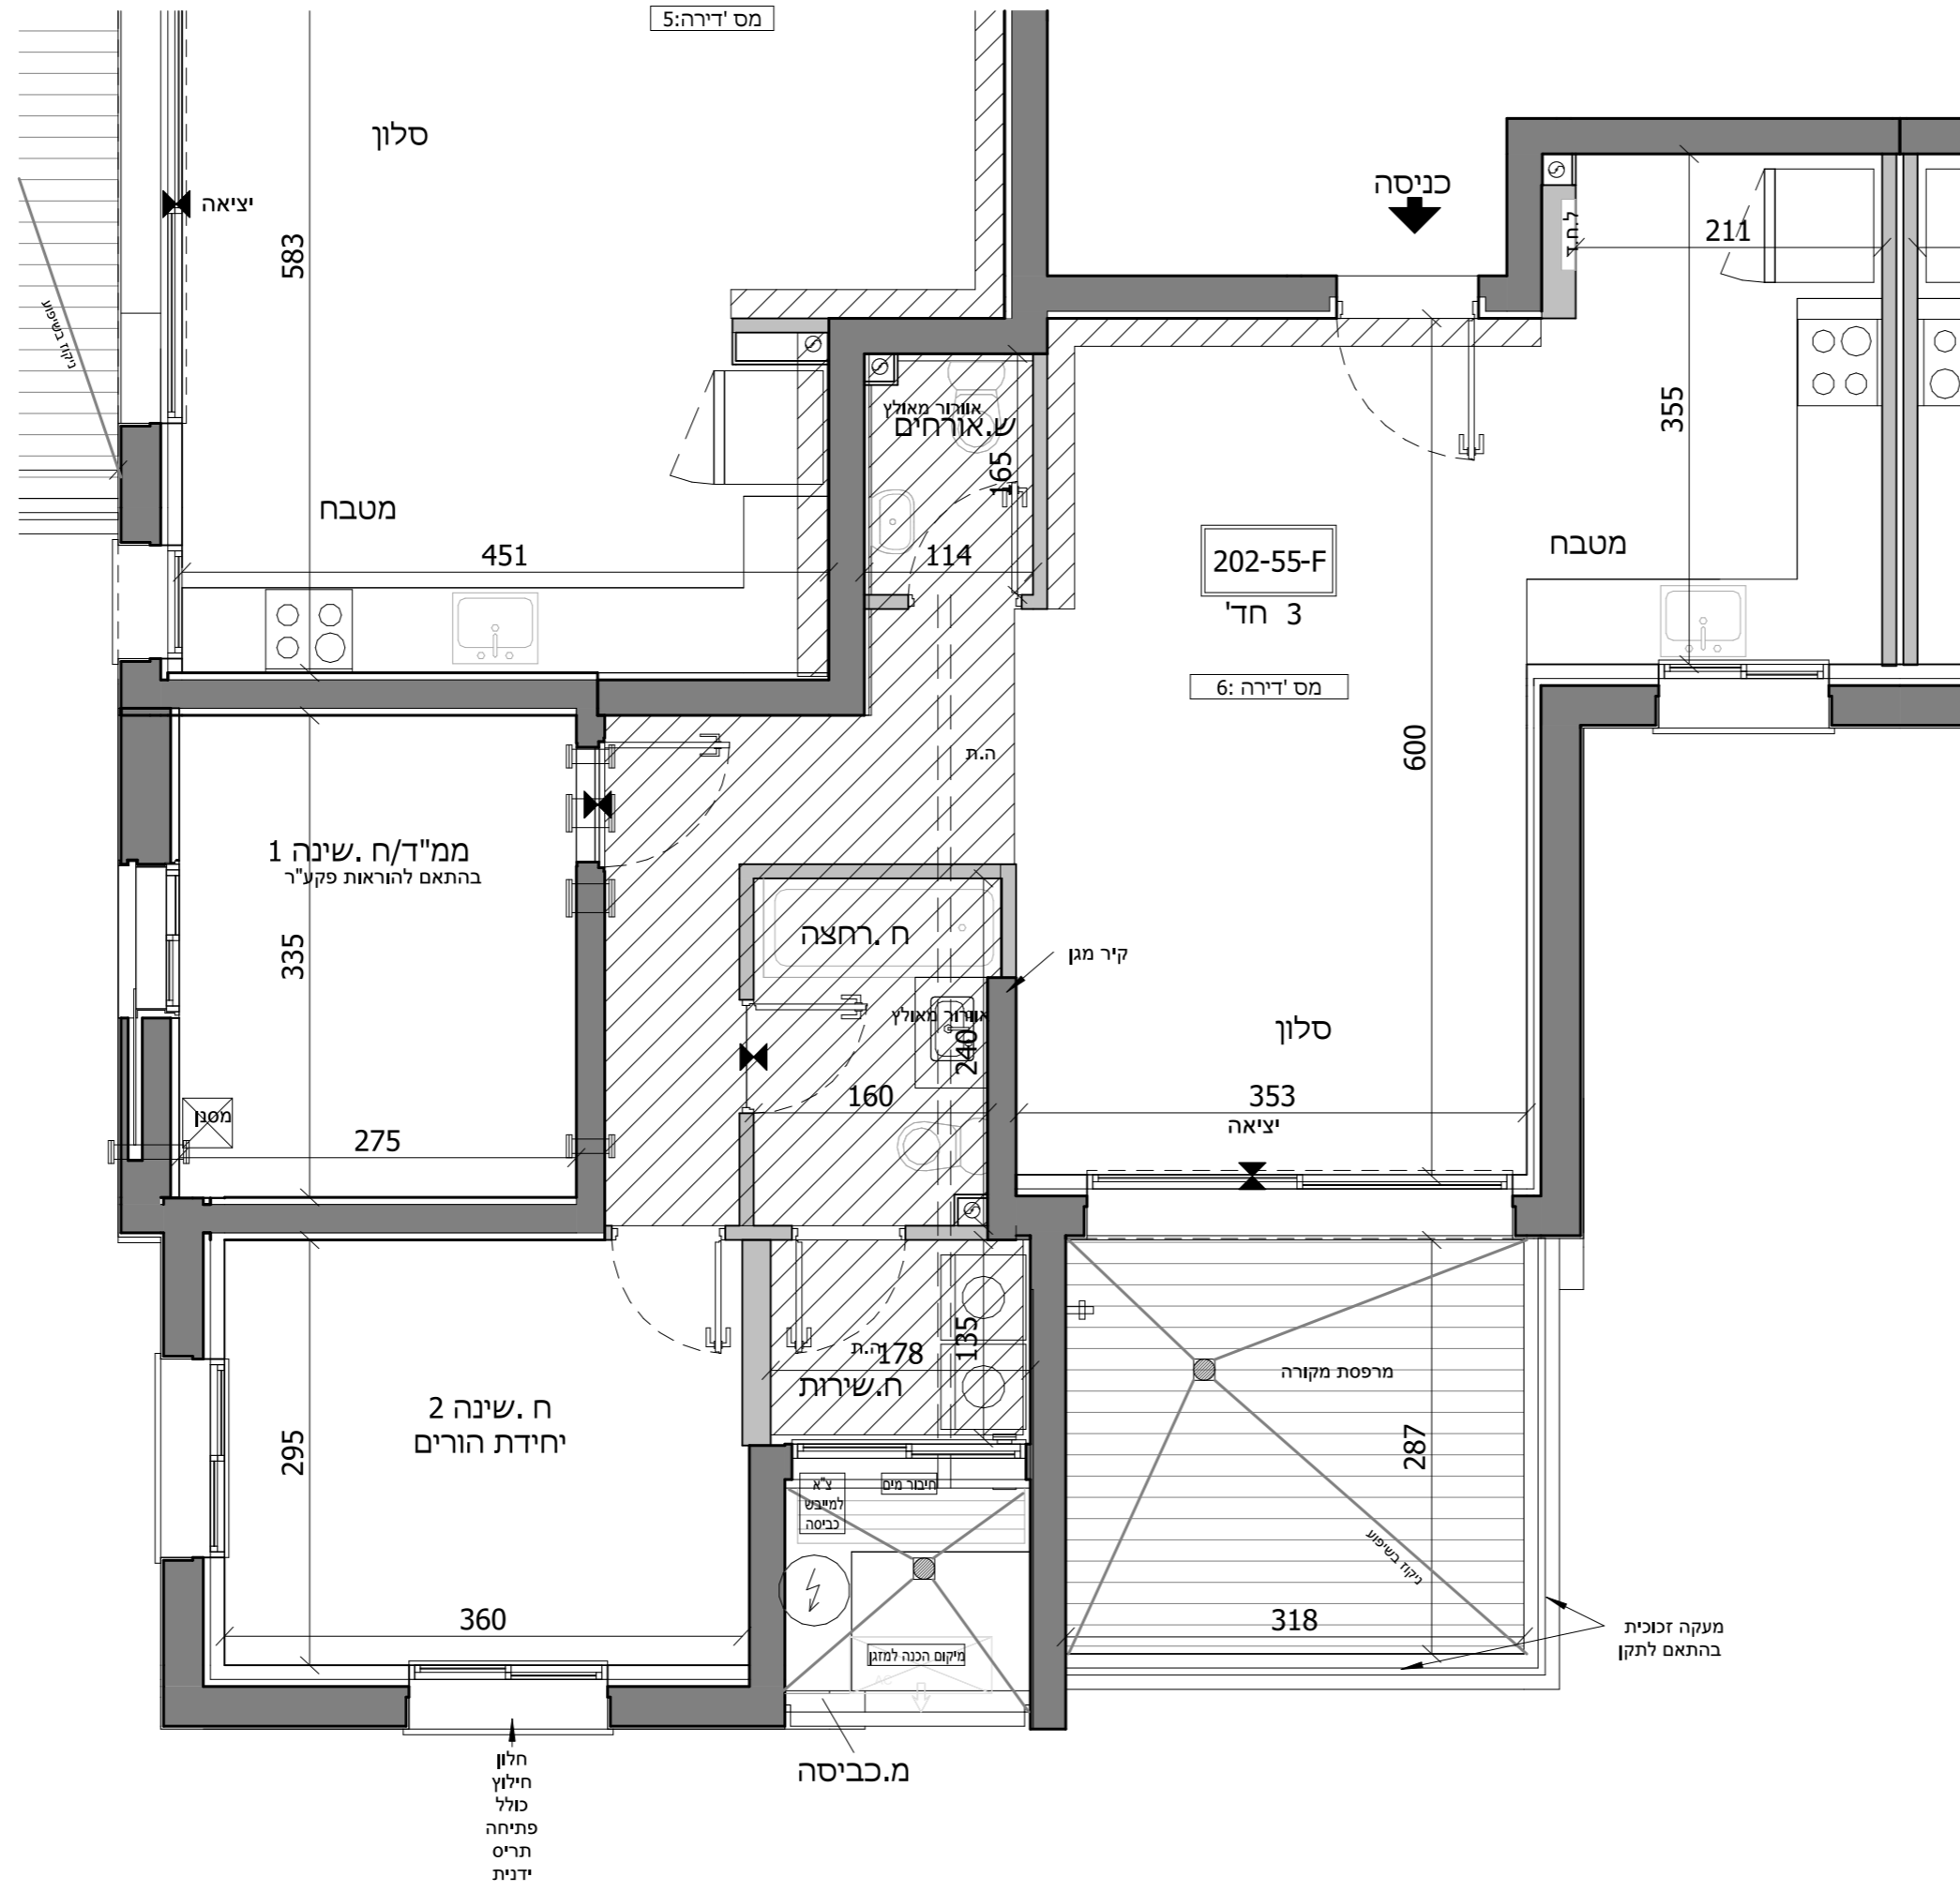 מס 'דירה:5
סלון
כניסה
יציאה
ל.ח.ד
211
583
ניקוז בשיפוע
355
אוורור מאולץ
ש.אורחים
165
מטבח
451
114
202-55-F
3 חד'
מטבח
מס 'דירה :6
600
ה.ת
ממ"ד/ח .שינה 1
בהתאם להוראות פקע"ר
335
ח .רחצה
קיר מגן
אוורור מאולץ
240
סלון
160
353
יציאה
מסנן
275
135
ה.ת
178
ח.שירות
מרפסת מקורה
ח .שינה 2
יחידת הורים
295
287
צ"א
למייבש
כביסה
חיבור מים
ניקוז בשיפוע
360
318
מעקה זכוכית
בהתאם לתקן
מיקום הכנה למזגן
AC
מ.כביסה
חלון
חילוץ
כולל
פתיחה
תריס
ידנית